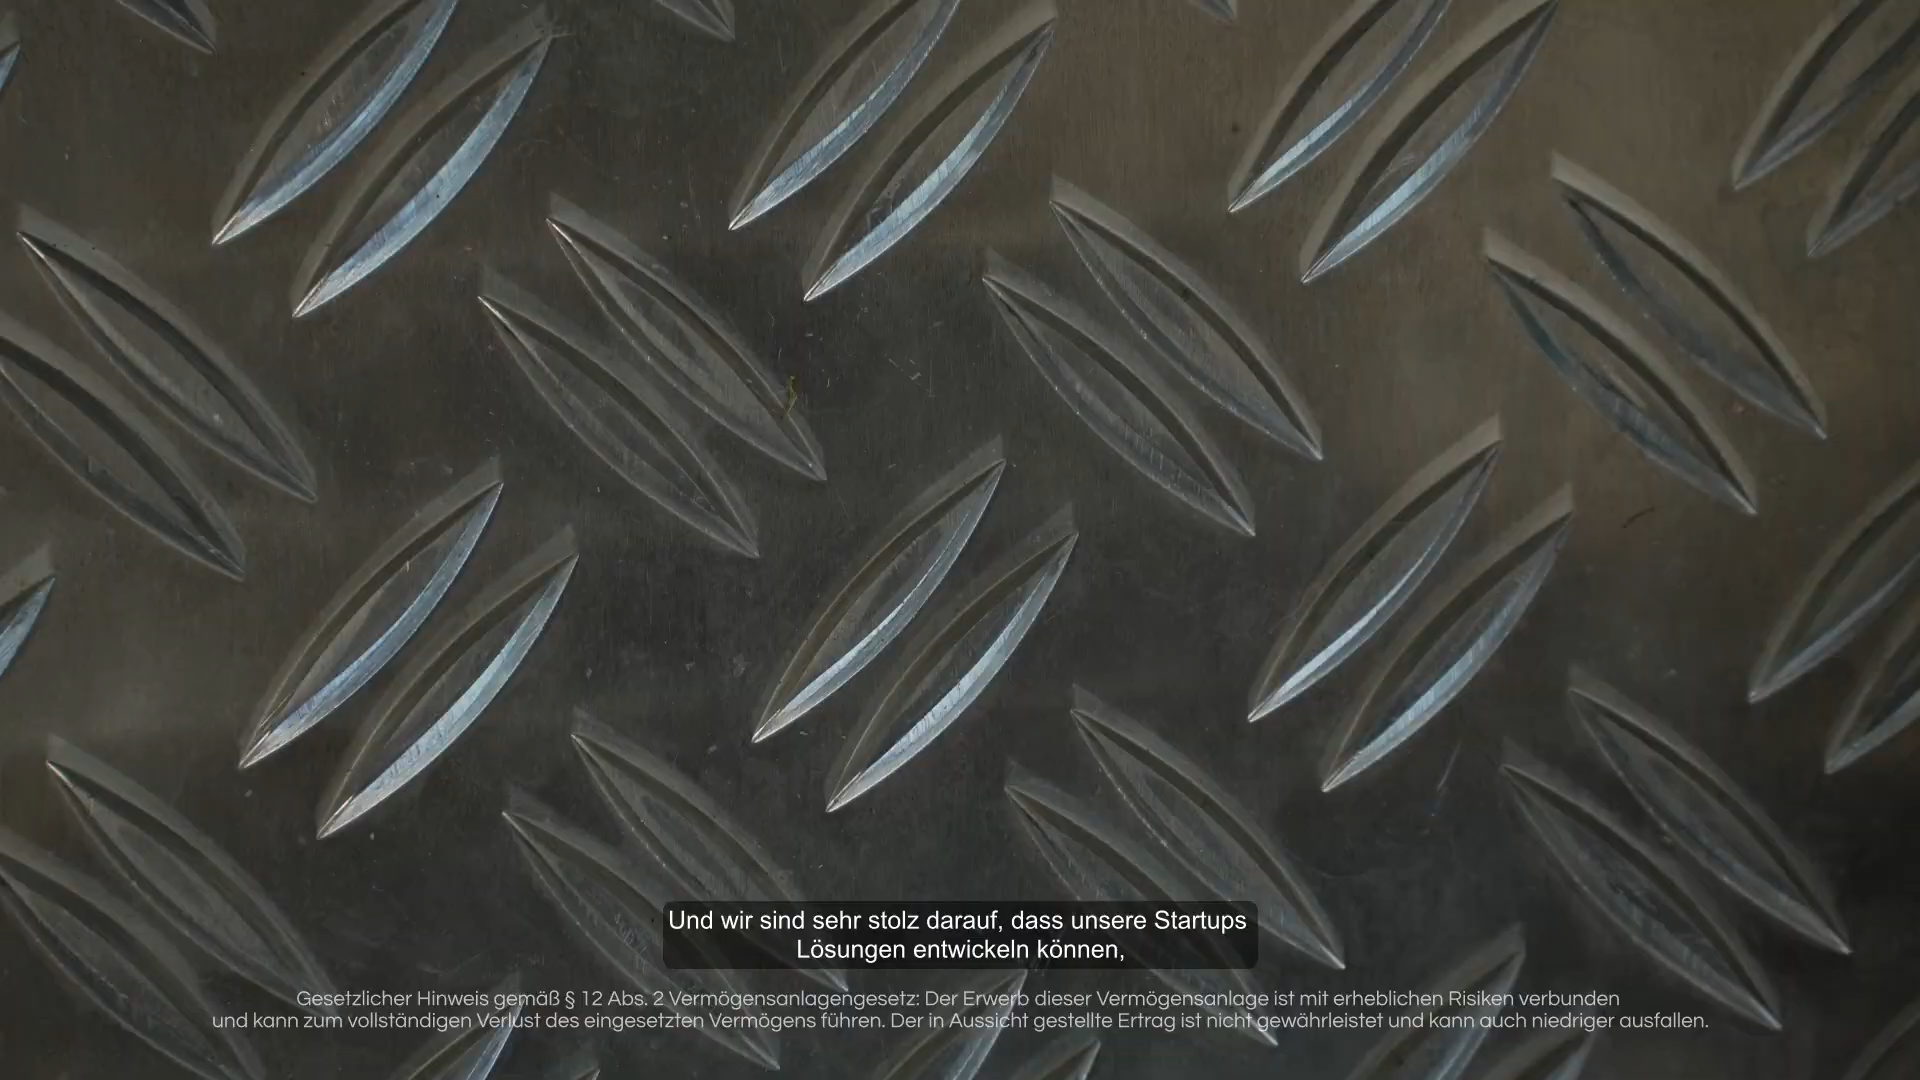 Und wir sind sehr stolz darauf, dass unsere Startups
Lösungen entwickeln können,
Gesetzlicher Hinweis gemäß § 12 Abs. 2 Vermögensanlagengesetz: Der Erwerb dieser Vermögensanlage ist mit erheblichen Risiken verbunden
und kann zum vollständigen Verlust des eingesetzten Vermögens führen. Der in Aussicht gestellte Ertrag ist nicht gewährleistet und kann auch niedriger ausfallen.